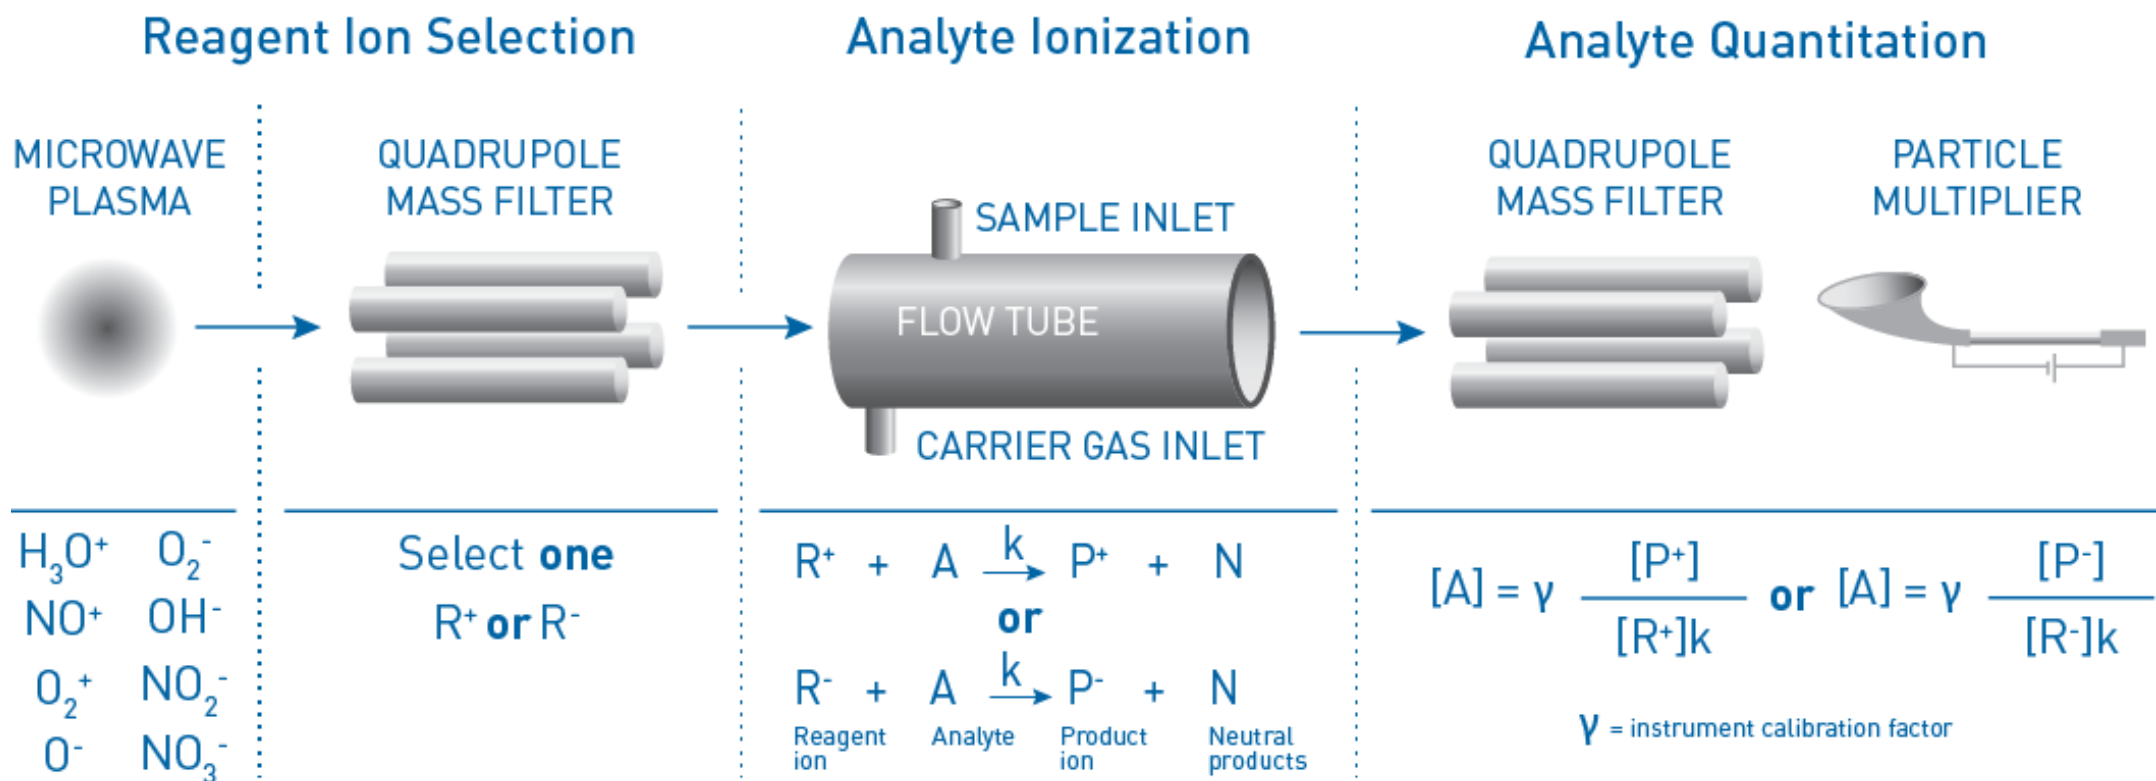 Reagent Ion Selection
Analyte Ionization
Analyte Quantitation
MICROWAVE
PLASMA
QUADRUPOLE
MASS FILTER
SAMPLE INLET
FLOW TUBE
CARRIER GAS INLET
QUADRUPOLE
MASS FILTER
PARTICLE
MULTIPLIER
H₃O⁺ O₂⁻
NO⁺ OH⁻
O₂⁺ NO₂⁻
O⁻ NO₃⁻
Select one
R⁺ or R⁻
R⁺ + A k→ P⁺ + N
or
R⁻ + A k→ P⁻ + N
Reagent ion
Analyte
Product ion
Neutral products
[A] = γ [P⁺] / [R⁺]k or [A] = γ [P⁻] / [R⁻]k
γ = instrument calibration factor